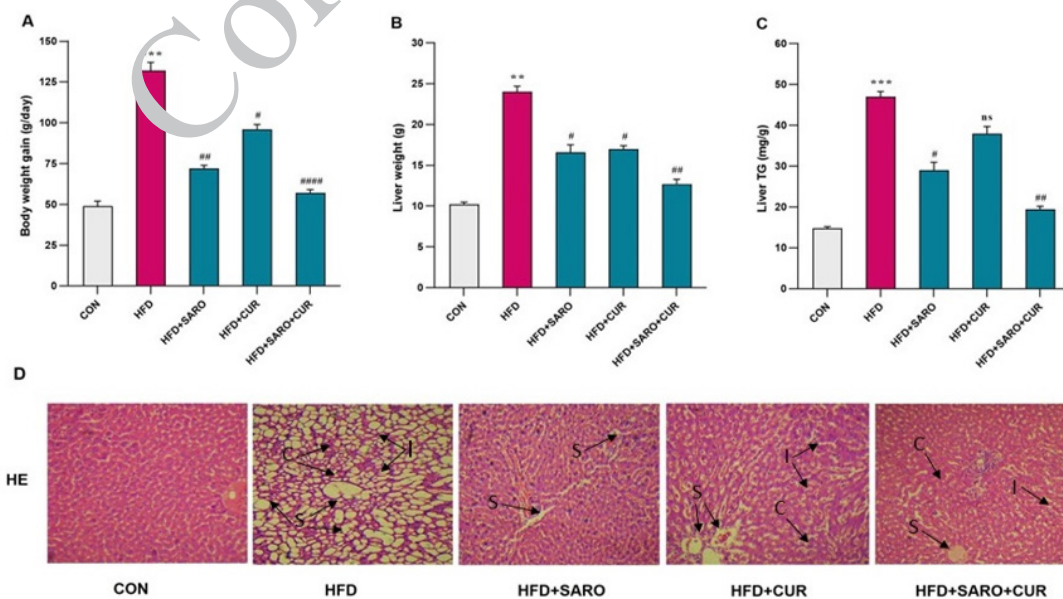 A
Body weight gain (g/day)
150
125
100
75
50
25
0
**
##
#
####
CON
HFD
HFD+SARO
HFD+CUR
HFD+SARO+CUR
B
Liver weight (g)
30
25
20
15
10
5
0
**
#
#
##
CON
HFD
HFD+SARO
HFD+CUR
HFD+SARO+CUR
C
Liver TG (mg/g)
60
50
40
30
20
10
0
***
#
ns
##
CON
HFD
HFD+SARO
HFD+CUR
HFD+SARO+CUR
D
HE
C
I
S
S
S
I
S
C
C
I
S
CON
HFD
HFD+SARO
HFD+CUR
HFD+SARO+CUR